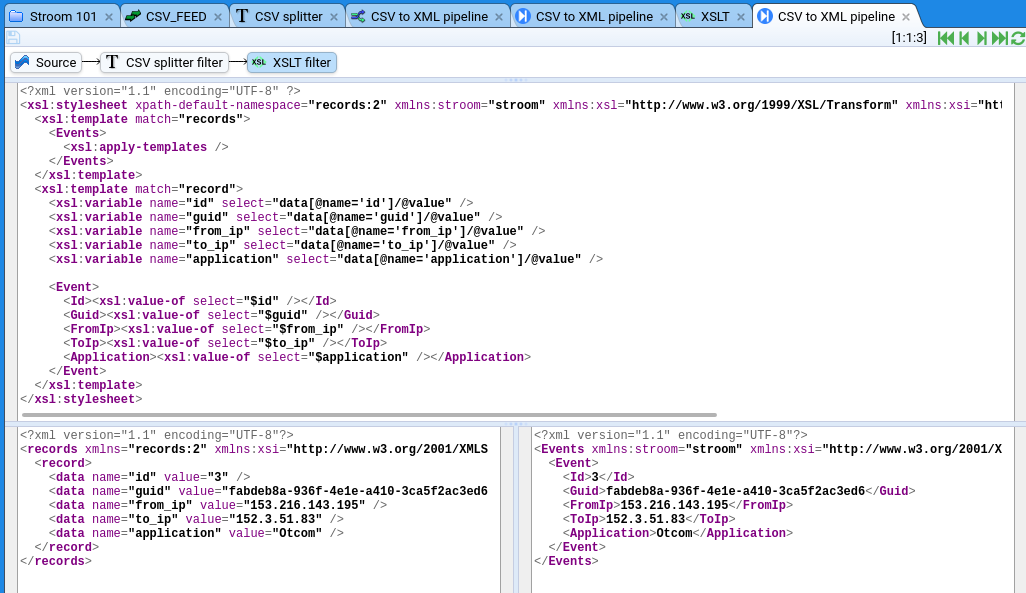 Stroom 101 × CSV_FEED × T CSV splitter × CSV to XML pipeline × CSV to XML pipeline × XSL XSLT × CSV to XML pipeline ×
[1:1:3]
Source T CSV splitter filter XSL XSLT filter
<?xml version="1.1" encoding="UTF-8" ?>
<xsl:stylesheet xpath-default-namespace="records:2" xmlns:stroom="stroom" xmlns:xsl="http://www.w3.org/1999/XSL/Transform" xmlns:xsi="htt
<xsl:template match="records">
<Events>
<xsl:apply-templates />
</Events>
</xsl:template>
<xsl:template match="record">
<xsl:variable name="id" select="data[@name='id']/@value" />
<xsl:variable name="guid" select="data[@name='guid']/@value" />
<xsl:variable name="from_ip" select="data[@name='from_ip']/@value" />
<xsl:variable name="to_ip" select="data[@name='to_ip']/@value" />
<xsl:variable name="application" select="data[@name='application']/@value" />
<Event>
<Id><xsl:value-of select="$id" /></Id>
<Guid><xsl:value-of select="$guid" /></Guid>
<FromIp><xsl:value-of select="$from_ip" /></FromIp>
<ToIp><xsl:value-of select="$to_ip" /></ToIp>
<Application><xsl:value-of select="$application" /></Application>
</Event>
</xsl:template>
</xsl:stylesheet>
<?xml version="1.1" encoding="UTF-8"?>
<records xmlns="records:2" xmlns:xsi="http://www.w3.org/2001/XMLS
<record>
<data name="id" value="3" />
<data name="guid" value="fabdeb8a-936f-4e1e-a410-3ca5f2ac3ed6
<data name="from_ip" value="153.216.143.195" />
<data name="to_ip" value="152.3.51.83" />
<data name="application" value="Otcom" />
</record>
</records>
<?xml version="1.1" encoding="UTF-8"?>
<Events xmlns:stroom="stroom" xmlns:xsi="http://www.w3.org/2001/X
<Event>
<Id>3</Id>
<Guid>fabdeb8a-936f-4e1e-a410-3ca5f2ac3ed6</Guid>
<FromIp>153.216.143.195</FromIp>
<ToIp>152.3.51.83</ToIp>
<Application>Otcom</Application>
</Event>
</Events>